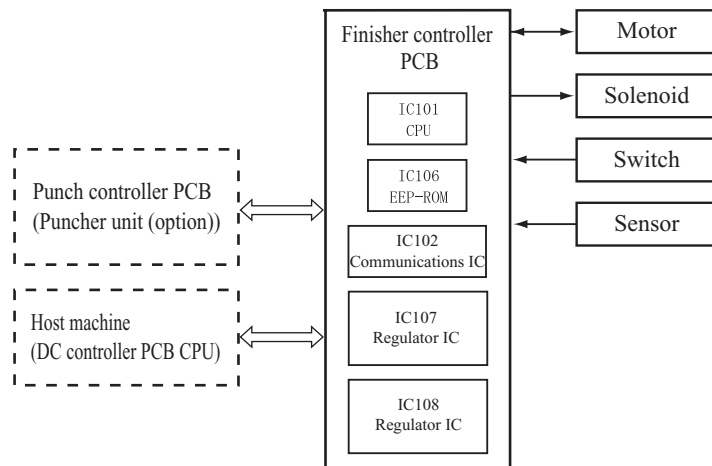 Finisher controller
PCB
IC101
CPU
IC106
EEP-ROM
IC102
Communications IC
IC107
Regulator IC
IC108
Regulator IC
Punch controller PCB
(Puncher unit (option))
Host machine
(DC controller PCB CPU)
Motor
Solenoid
Switch
Sensor